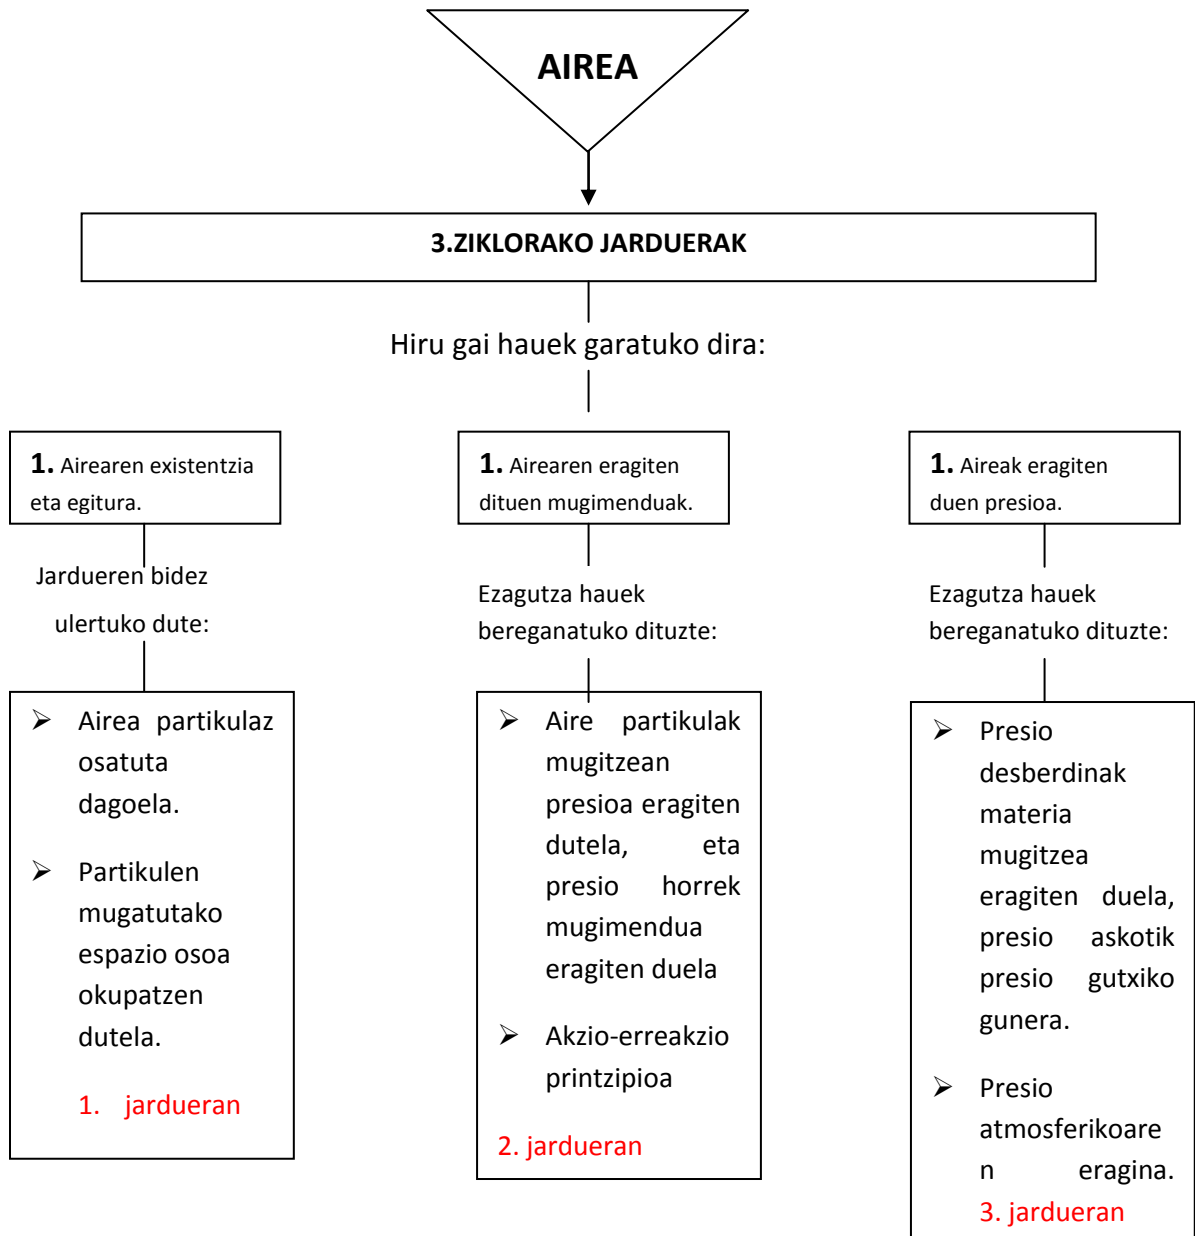 AIREA
3.ZIKLORAKO JARDUERAK
Hiru gai hauek garatuko dira:
1. Airearen existentzia
eta egitura.
Jardueren bidez
ulertuko dute:
➢ Airea partikulaz
osatuta
dagoela.
➢ Partikulen
mugatutako
espazio osoa
okupatzen
dutela.
1. jardueran
1. Airearen eragiten
dituen mugimenduak.
Ezagutza hauek
bereganatuko dituzte:
➢ Aire partikulak
mugitzean
presioa eragiten
dutela, eta
presio horrek
mugimendua
eragiten duela
➢ Akzio-erreakzio
printzipioa
2. jardueran
1. Aireak eragiten
duen presioa.
Ezagutza hauek
bereganatuko dituzte:
➢ Presio
desberdinak
materia
mugitzea
eragiten duela,
presio askotik
presio gutxiko
gunera.
➢ Presio
atmosferikoare
n eragina.
3. jardueran